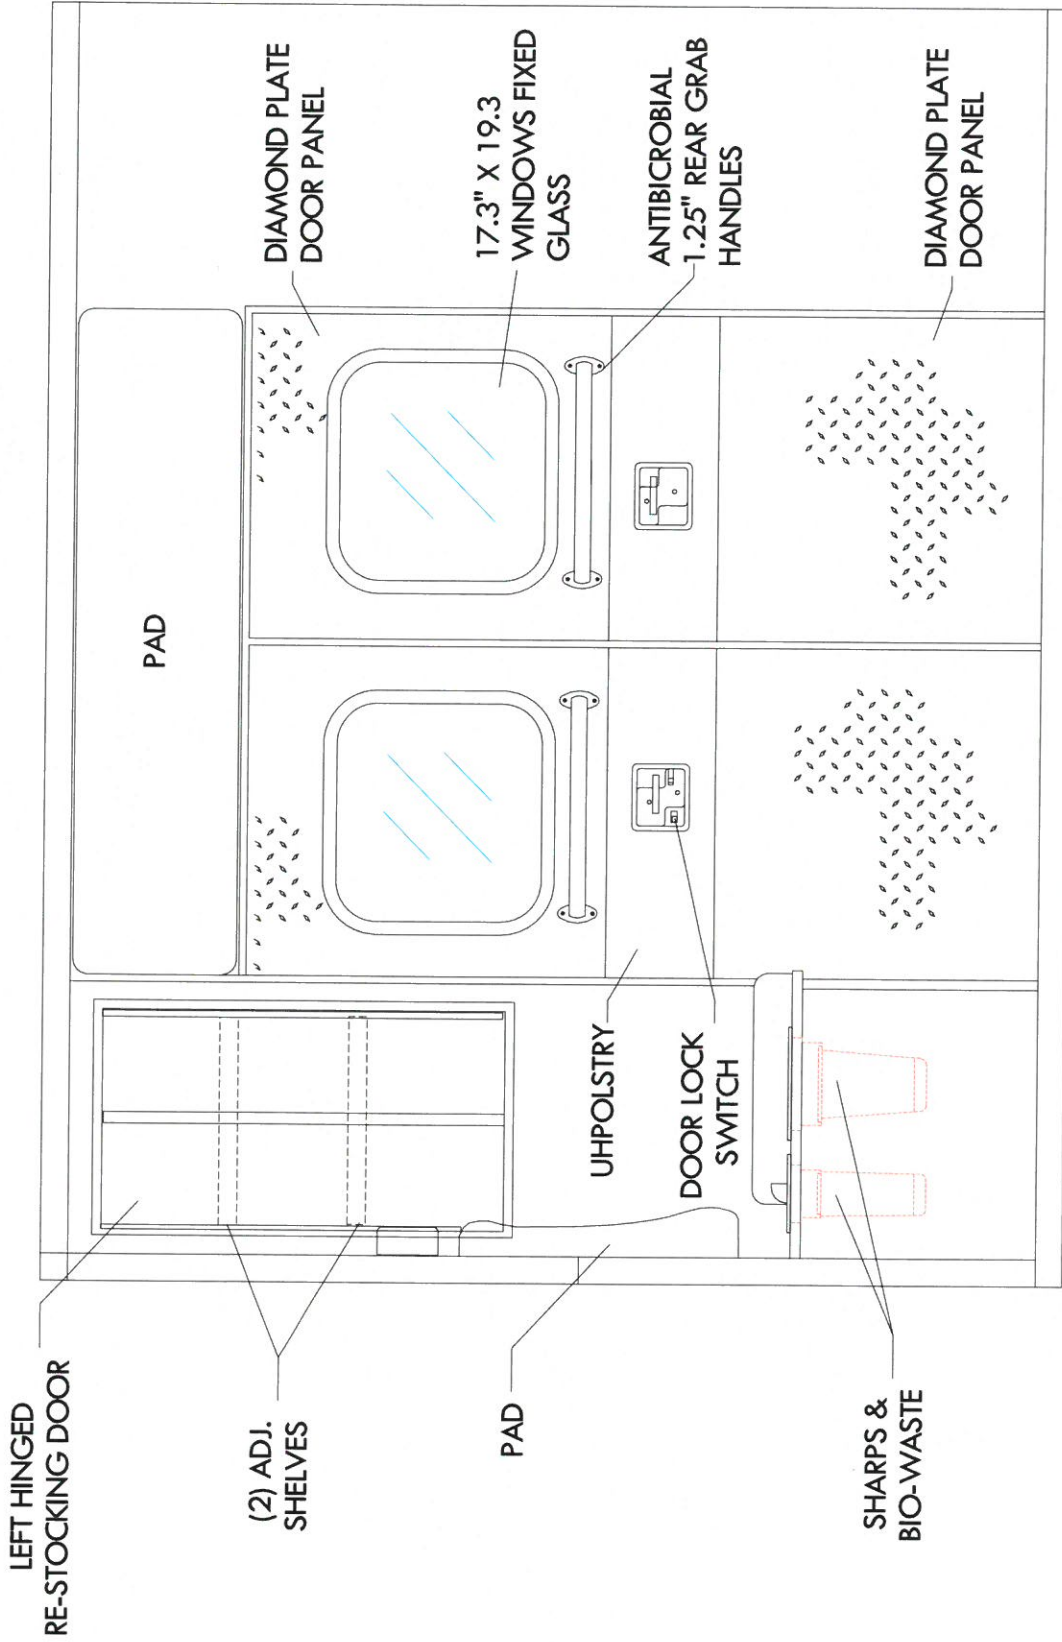 LEFT HINGED
RE-STOCKING DOOR
(2) ADJ.
SHELVES
PAD
SHARPS &
BIO-WASTE
UHPOLSTRY
DOOR LOCK
SWITCH
PAD
DIAMOND PLATE
DOOR PANEL
17.3" X 19.3
WINDOWS FIXED
GLASS
ANTIBICROBIAL
1.25" REAR GRAB
HANDLES
DIAMOND PLATE
DOOR PANEL